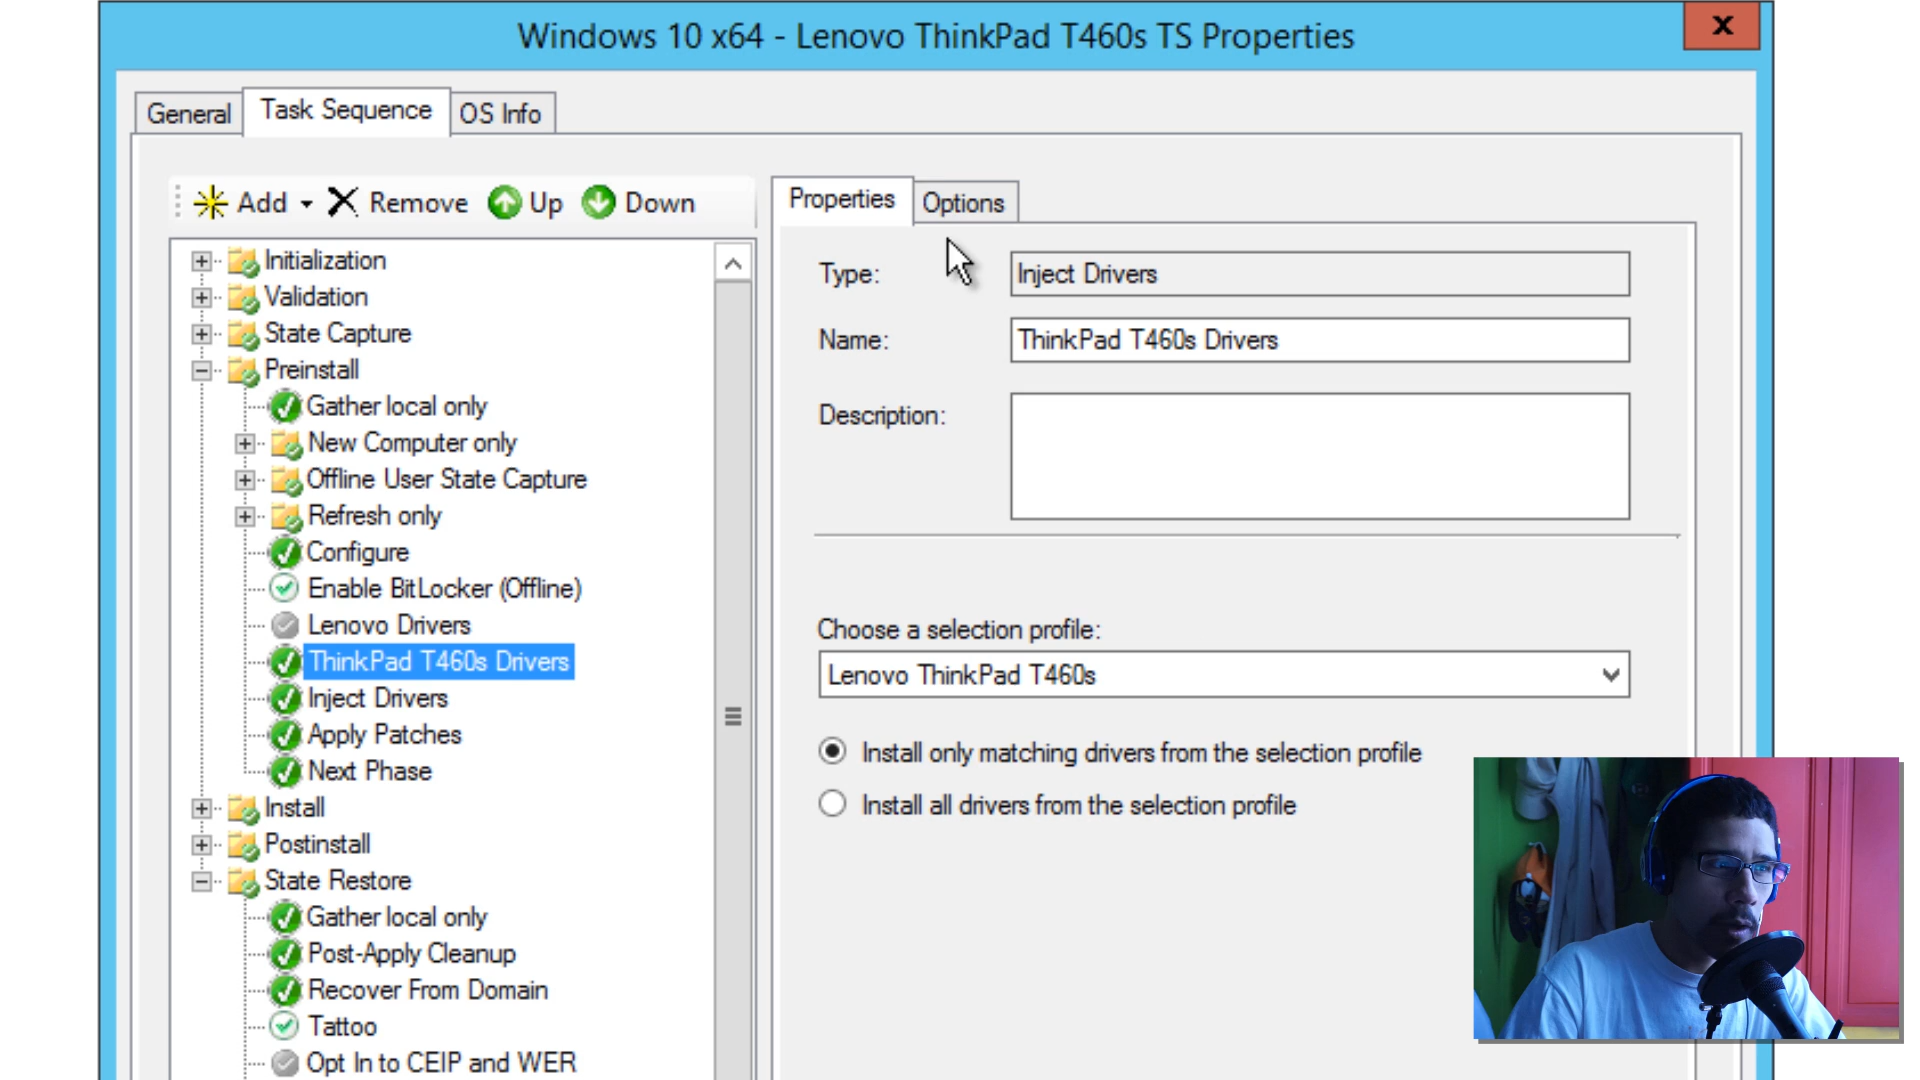 Windows 10 x64 - Lenovo ThinkPad T460s TS Properties
x
General
Task Sequence
OS Info
Add
Remove
Up
Down
Initialization
Validation
State Capture
Preinstall
Gather local only
New Computer only
Offline User State Capture
Refresh only
Configure
Enable BitLocker (Offline)
Lenovo Drivers
ThinkPad T460s Drivers
Inject Drivers
Apply Patches
Next Phase
Install
Postinstall
State Restore
Gather local only
Post-Apply Cleanup
Recover From Domain
Tattoo
Opt In to CEIP and WER
Properties
Options
Type:
Inject Drivers
Name:
ThinkPad T460s Drivers
Description:
Choose a selection profile:
Lenovo ThinkPad T460s
Install only matching drivers from the selection profile
Install all drivers from the selection profile